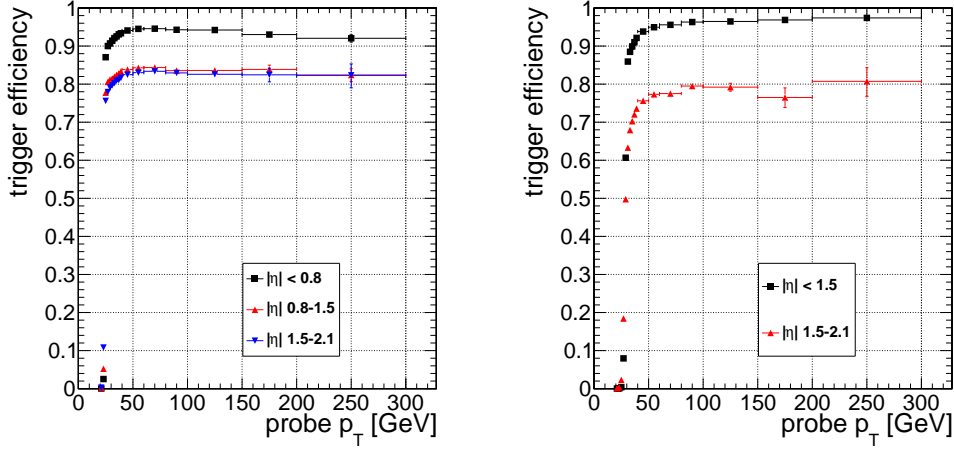 trigger efficiency
1
0.9
0.8
0.7
0.6
0.5
0.4
0.3
0.2
0.1
0
|η| < 0.8
|η| 0.8-1.5
|η| 1.5-2.1
0 50 100 150 200 250 300
probe p_T [GeV]
trigger efficiency
1
0.9
0.8
0.7
0.6
0.5
0.4
0.3
0.2
0.1
0
|η| < 1.5
|η| 1.5-2.1
0 50 100 150 200 250 300
probe p_T [GeV]